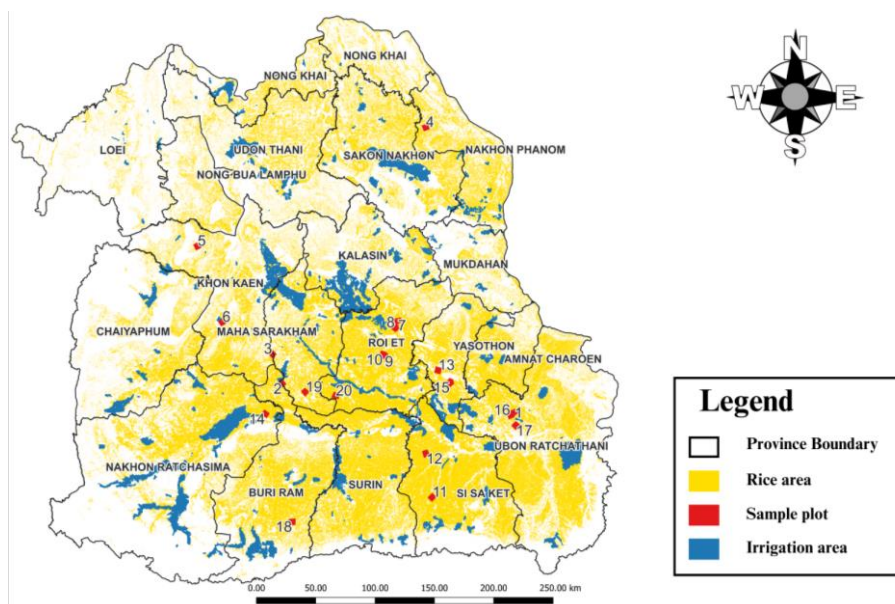 NONG KHAI
NONG KHAI
N
W E
S
4
LOEI
UDON THANI
SAKON NAKHON
NAKHON PHANOM
NONG BUA LAMPHU
5
KALASIN
MUKDAHAN
KHON KAEN
6
8
7
CHAIYAPHUM
MAHA SARAKHAM
ROI ET
YASOTHON
3
10
9
AMNAT CHAROEN
13
2
15
19
20
14
16
1
17
UBON RATCHATHANI
12
NAKHON RATCHASIMA
BURI RAM
SURIN
SI SA KET
11
18
Legend
Province Boundary
Rice area
Sample plot
Irrigation area
0.00 50.00 100.00 150.00 200.00 250.00 km